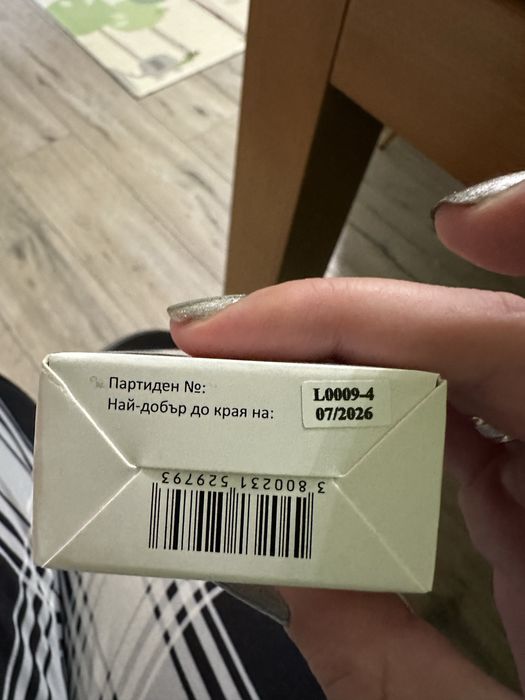 Партиден №:
L0009-4
Най-добър до края на:
07/2026
3 800231 529793